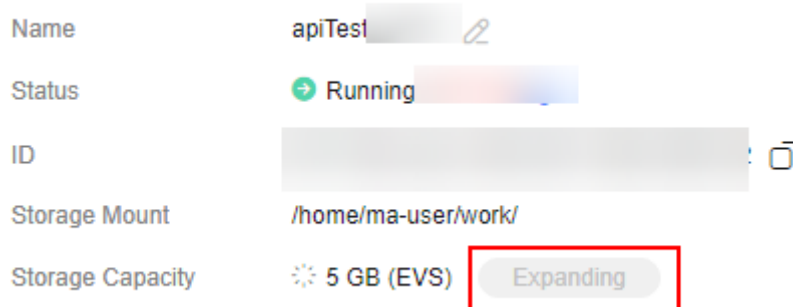 Name apiTest
Status Running
ID
Storage Mount /home/ma-user/work/
Storage Capacity 5 GB (EVS) Expanding